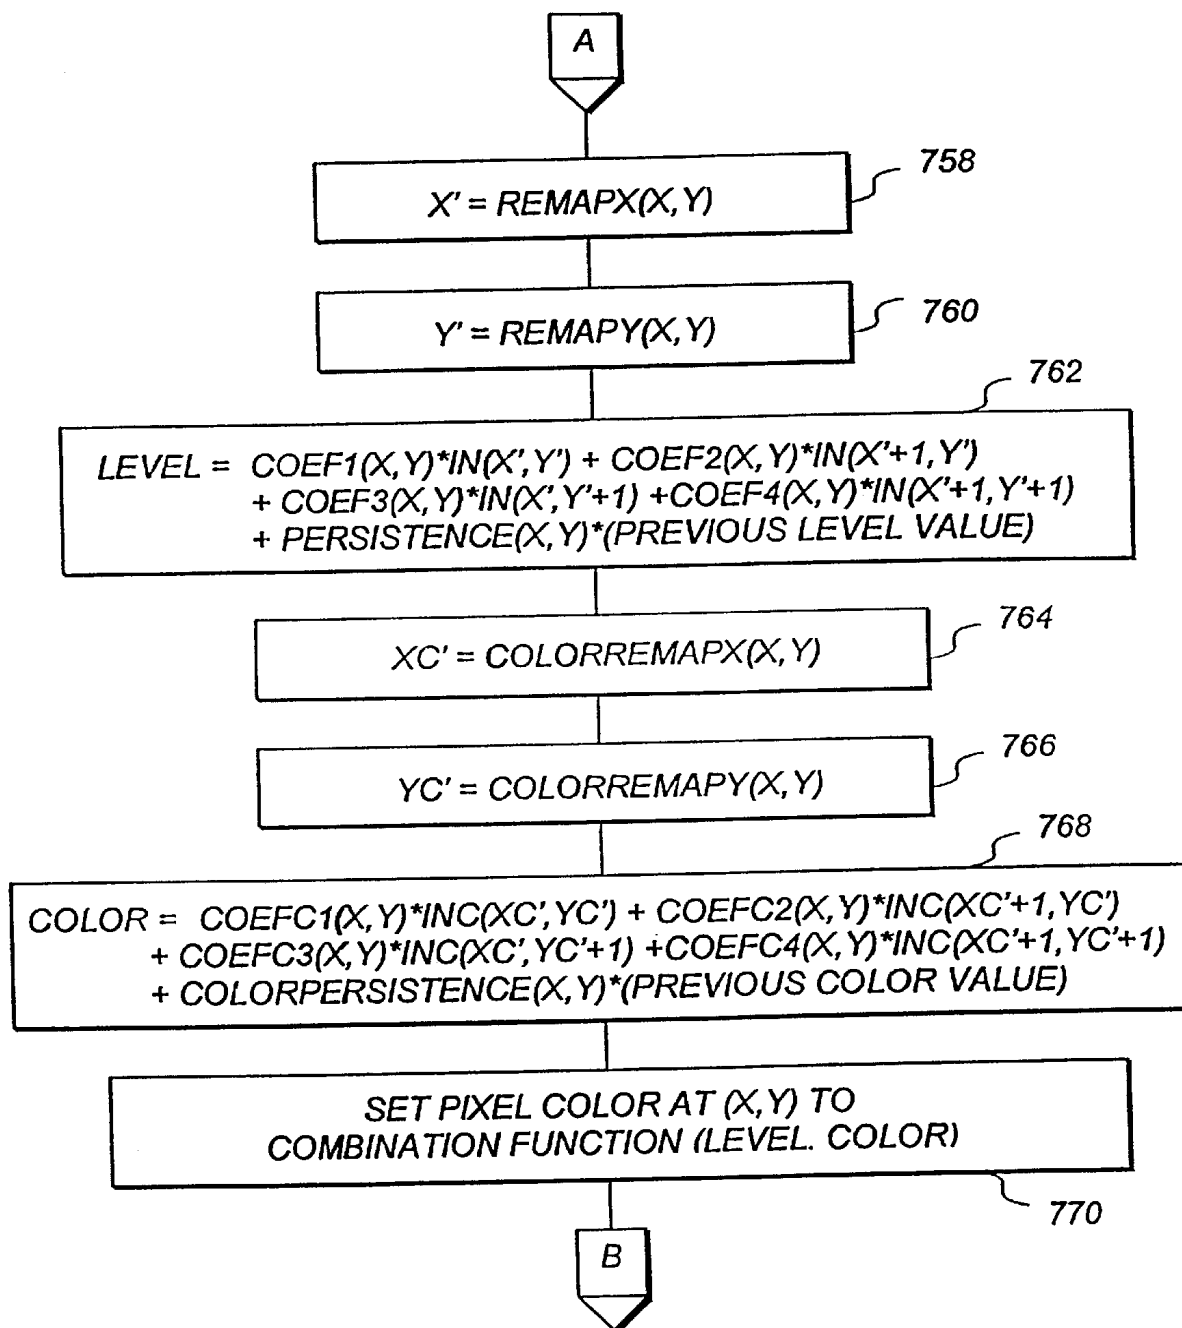 A
758
X' = REMAPX(X,Y)
760
Y' = REMAPY(X,Y)
762
LEVEL = COEF1(X,Y)*IN(X',Y') + COEF2(X,Y)*IN(X'+1,Y')
+ COEF3(X,Y)*IN(X',Y'+1) +COEF4(X,Y)*IN(X'+1,Y'+1)
+ PERSISTENCE(X,Y)*(PREVIOUS LEVEL VALUE)
764
XC' = COLORREMAPX(X,Y)
766
YC' = COLORREMAPY(X,Y)
768
COLOR = COEFC1(X,Y)*INC(XC',YC') + COEFC2(X,Y)*INC(XC'+1,YC')
+ COEFC3(X,Y)*INC(XC',YC'+1) +COEFC4(X,Y)*INC(XC'+1,YC'+1)
+ COLORPERSISTENCE(X,Y)*(PREVIOUS COLOR VALUE)
SET PIXEL COLOR AT (X,Y) TO
COMBINATION FUNCTION (LEVEL. COLOR)
770
B